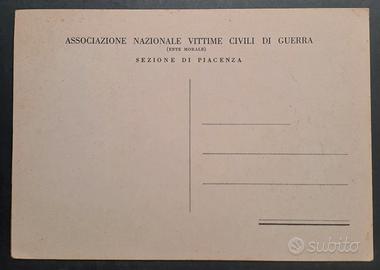 ASSOCIAZIONE NAZIONALE VITTIME CIVILI DI GUERRA
(ENTE MORALE)
SEZIONE DI PIACENZA
subito